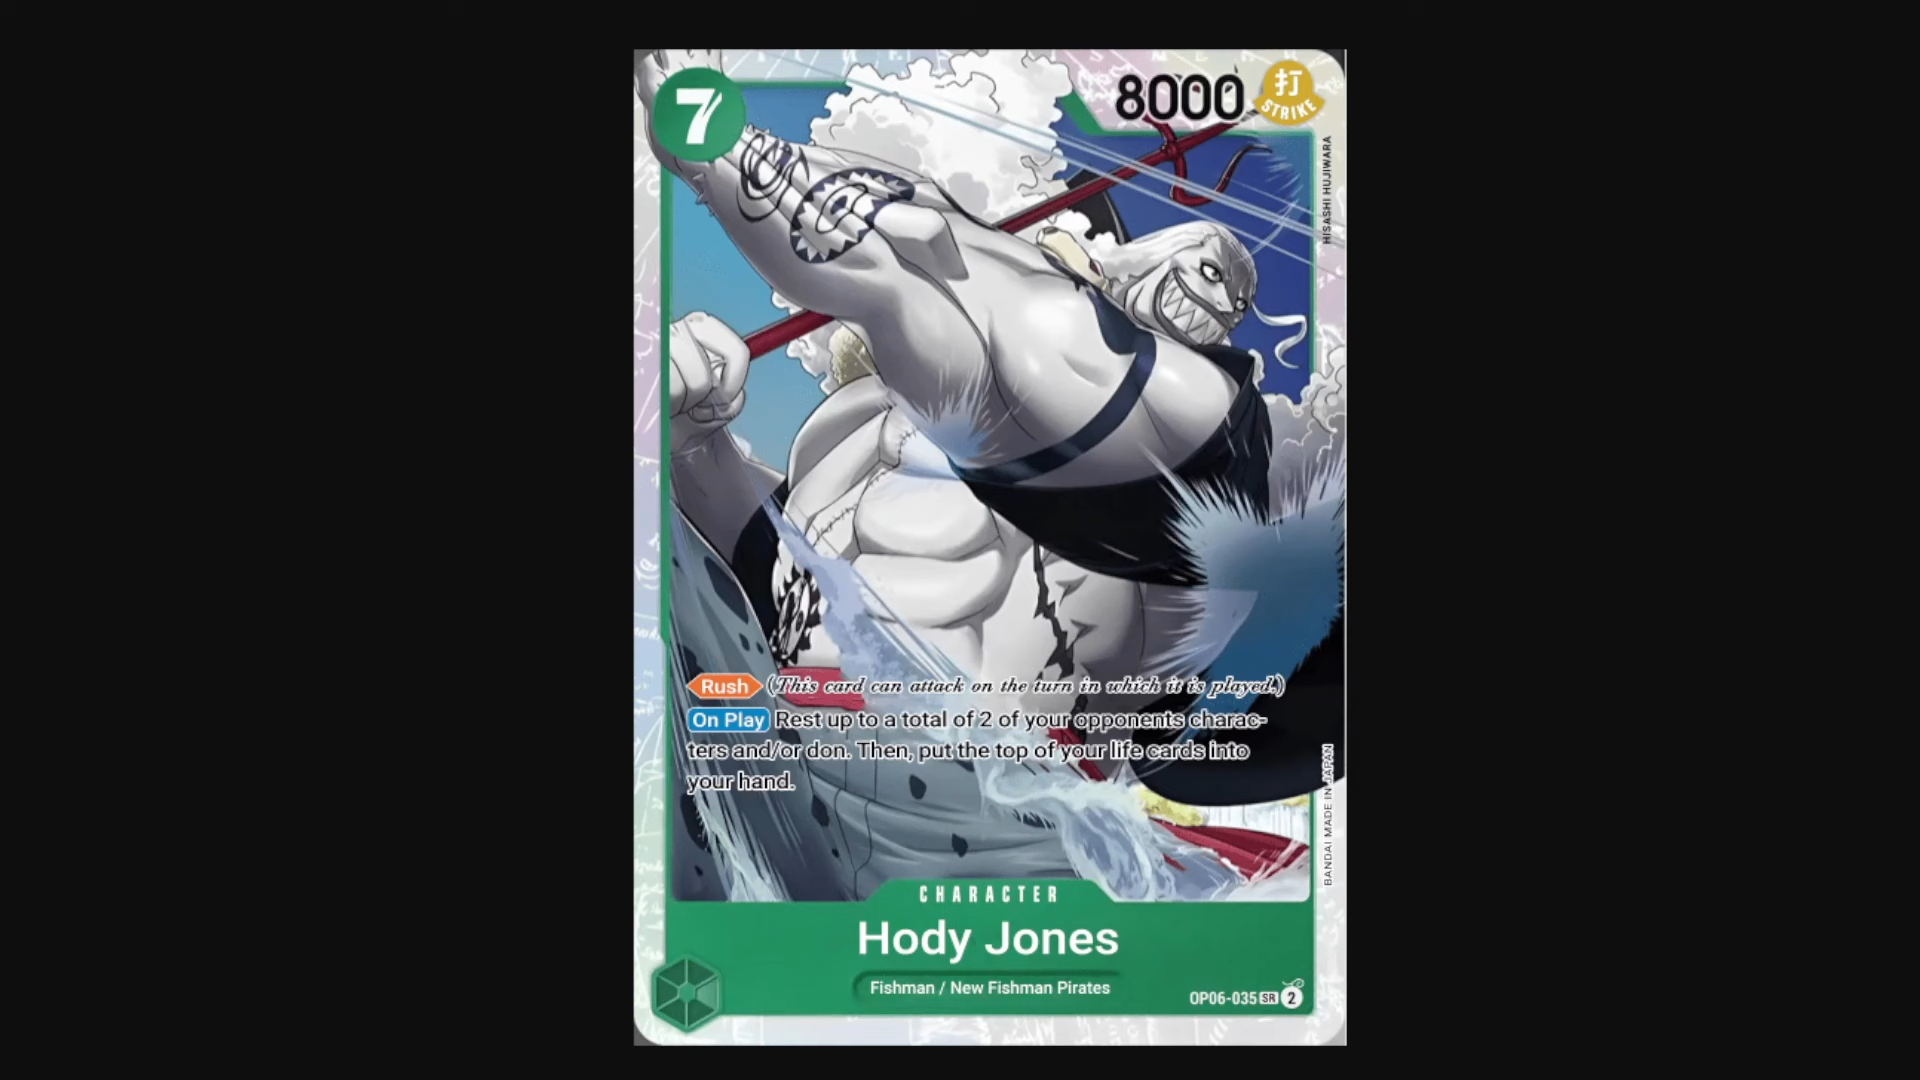 7
8000
打
STRIKE
HISASHI HUJIWARA
Rush (This card can attack on the turn in which it is played.)
On Play Rest up to a total of 2 of your opponents charac-
ters and/or don. Then, put the top of your life cards into
your hand.
BANDAI MADE IN JAPAN
CHARACTER
Hody Jones
Fishman / New Fishman Pirates
OP06-035 SR 2